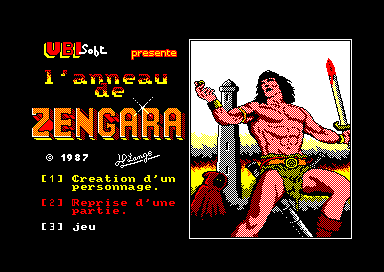 UBI Soft presente
l'anneau
de
ZENGARA
© 1987
[1] Creation d'un
personnage.
[2] Reprise d'une
partie.
[3] jeu